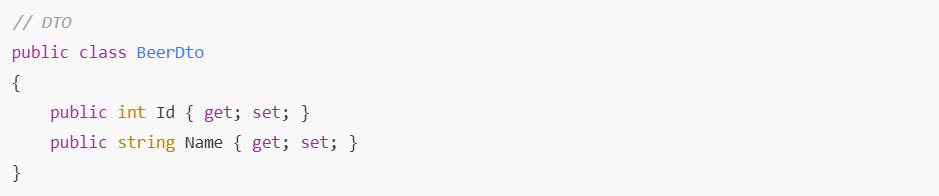 // DTO
public class BeerDto
{
    public int Id { get; set; }
    public string Name { get; set; }
}